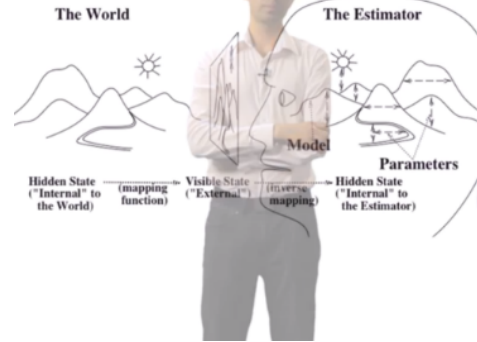 The World
The Estimator
Model
Parameters
Hidden State
("Internal" to
the World)
(mapping
function)
Visible State
("External")
(inverse
mapping)
Hidden State
("Internal" to
the Estimator)